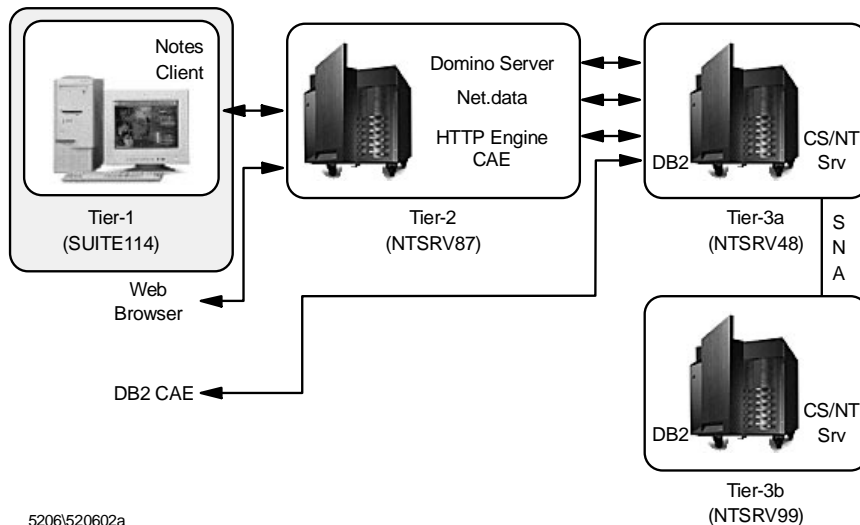 Notes
Client
Tier-1
(SUITE114)
Domino Server
Net.data
HTTP Engine
CAE
Tier-2
(NTSRV87)
DB2
CS/NT
Srv
Tier-3a
(NTSRV48)
S
N
A
Web
Browser
DB2 CAE
DB2
CS/NT
Srv
Tier-3b
(NTSRV99)
5206\520602a